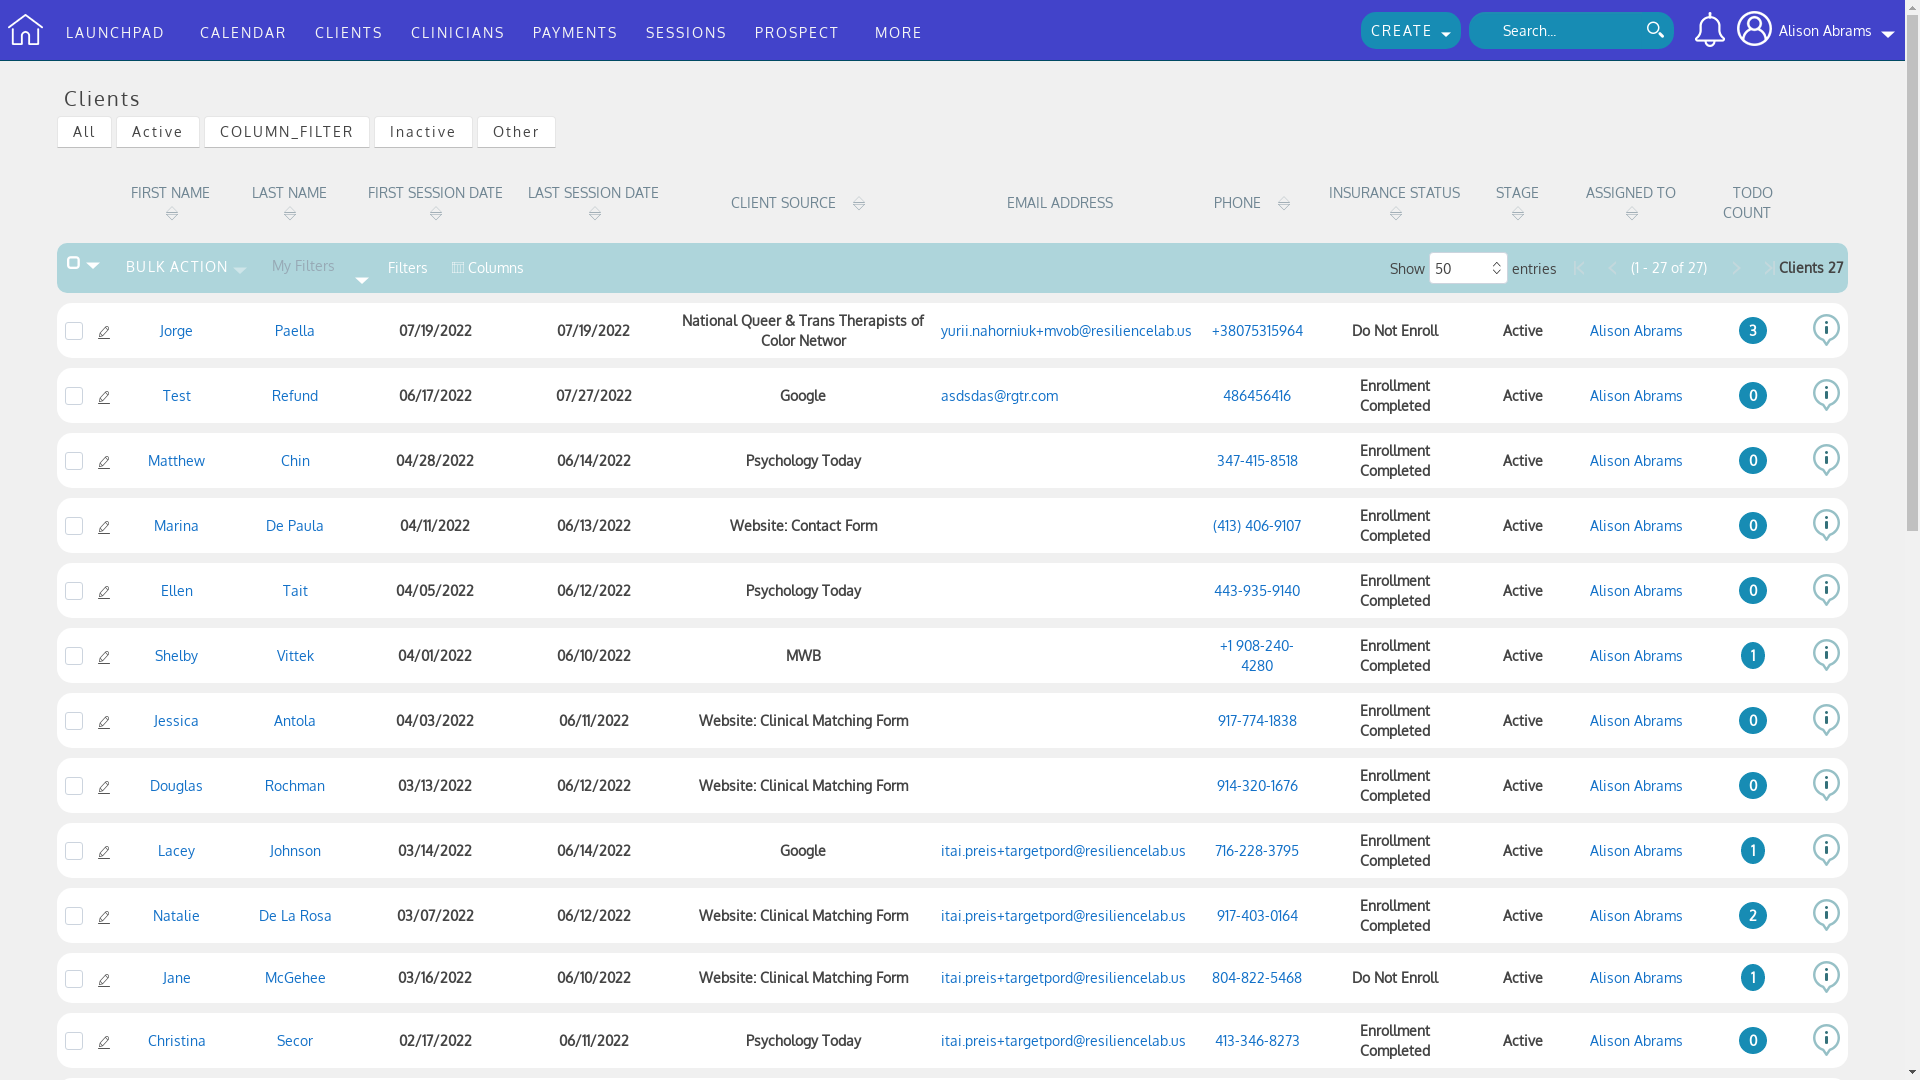 LAUNCHPAD CALENDAR CLIENTS CLINICIANS PAYMENTS SESSIONS PROSPECT MORE CREATE Search... Alison Abrams
Clients
All Active COLUMN_FILTER Inactive Other
FIRST NAME LAST NAME FIRST SESSION DATE LAST SESSION DATE CLIENT SOURCE EMAIL ADDRESS PHONE INSURANCE STATUS STAGE ASSIGNED TO TODO
COUNT
BULK ACTION My Filters Filters Columns Show 50 entries (1 - 27 of 27) Clients 27
Jorge Paella 07/19/2022 07/19/2022 National Queer & Trans Therapists of
Color Networ yurii.nahorniuk+mvob@resiliencelab.us +38075315964 Do Not Enroll Active Alison Abrams 3
Test Refund 06/17/2022 07/27/2022 Google asdsdas@rgtr.com 486456416 Enrollment
Completed Active Alison Abrams 0
Matthew Chin 04/28/2022 06/14/2022 Psychology Today 347-415-8518 Enrollment
Completed Active Alison Abrams 0
Marina De Paula 04/11/2022 06/13/2022 Website: Contact Form (413) 406-9107 Enrollment
Completed Active Alison Abrams 0
Ellen Tait 04/05/2022 06/12/2022 Psychology Today 443-935-9140 Enrollment
Completed Active Alison Abrams 0
Shelby Vittek 04/01/2022 06/10/2022 MWB +1 908-240-
4280 Enrollment
Completed Active Alison Abrams 1
Jessica Antola 04/03/2022 06/11/2022 Website: Clinical Matching Form 917-774-1838 Enrollment
Completed Active Alison Abrams 0
Douglas Rochman 03/13/2022 06/12/2022 Website: Clinical Matching Form 914-320-1676 Enrollment
Completed Active Alison Abrams 0
Lacey Johnson 03/14/2022 06/14/2022 Google itai.preis+targetpord@resiliencelab.us 716-228-3795 Enrollment
Completed Active Alison Abrams 1
Natalie De La Rosa 03/07/2022 06/12/2022 Website: Clinical Matching Form itai.preis+targetpord@resiliencelab.us 917-403-0164 Enrollment
Completed Active Alison Abrams 2
Jane McGehee 03/16/2022 06/10/2022 Website: Clinical Matching Form itai.preis+targetpord@resiliencelab.us 804-822-5468 Do Not Enroll Active Alison Abrams 1
Christina Secor 02/17/2022 06/11/2022 Psychology Today itai.preis+targetpord@resiliencelab.us 413-346-8273 Enrollment
Completed Active Alison Abrams 0